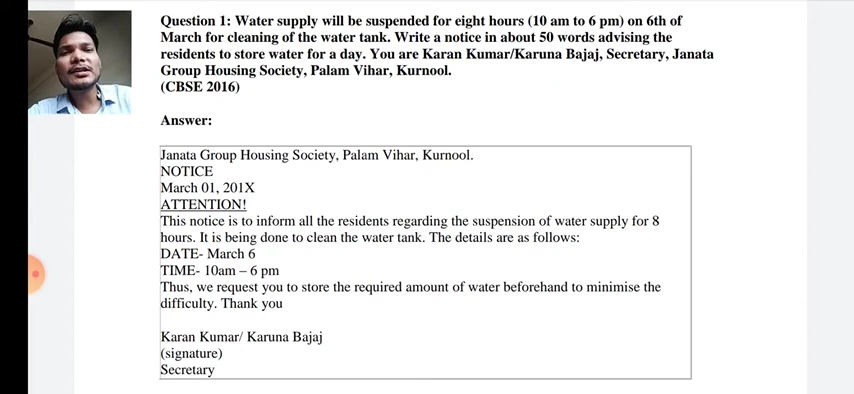 Question 1: Water supply will be suspended for eight hours (10 am to 6 pm) on 6th of
March for cleaning of the water tank. Write a notice in about 50 words advising the
residents to store water for a day. You are Karan Kumar/Karuna Bajaj, Secretary, Janata
Group Housing Society, Palam Vihar, Kurnool.
(CBSE 2016)
Answer:
Janata Group Housing Society, Palam Vihar, Kurnool.
NOTICE
March 01, 201X
ATTENTION!
This notice is to inform all the residents regarding the suspension of water supply for 8
hours. It is being done to clean the water tank. The details are as follows:
DATE- March 6
TIME- 10am – 6 pm
Thus, we request you to store the required amount of water beforehand to minimise the
difficulty. Thank you
Karan Kumar/ Karuna Bajaj
(signature)
Secretary